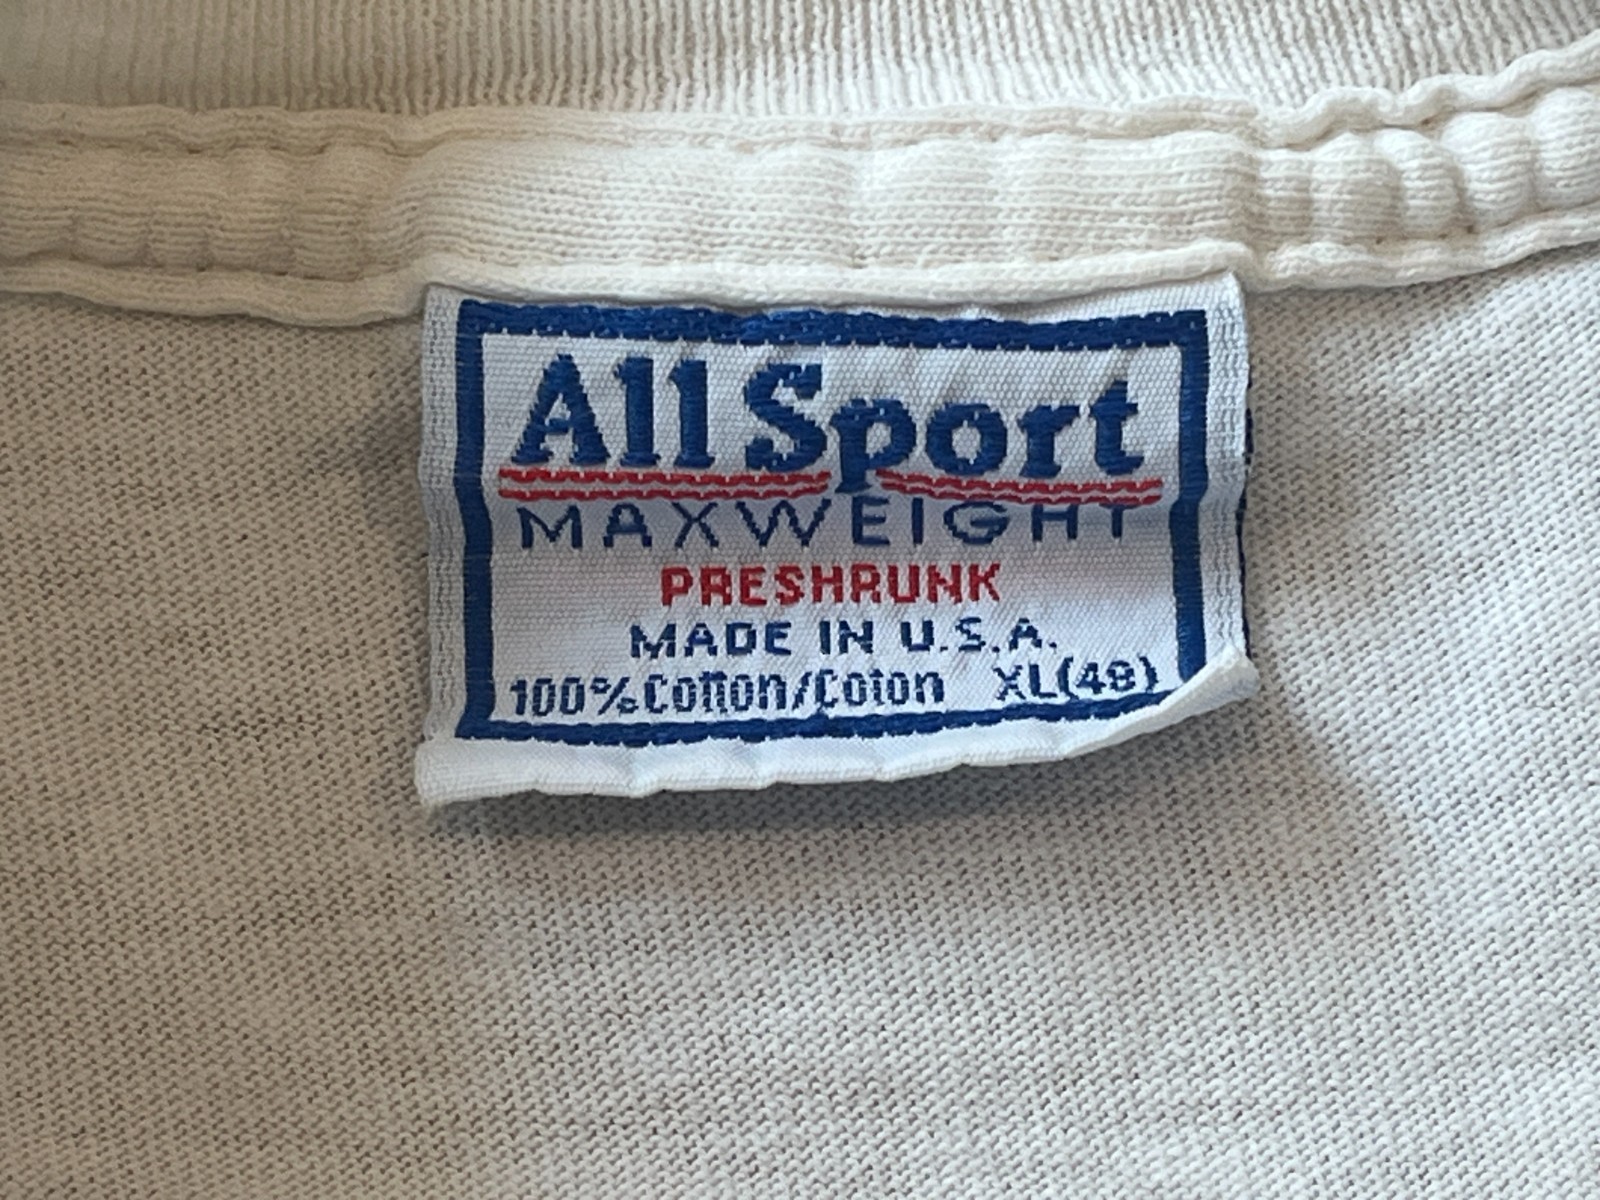 All Sport
MAXWEIGHT
PRESHRUNK
MADE IN U.S.A.
100% Cotton/Coton XL(48)